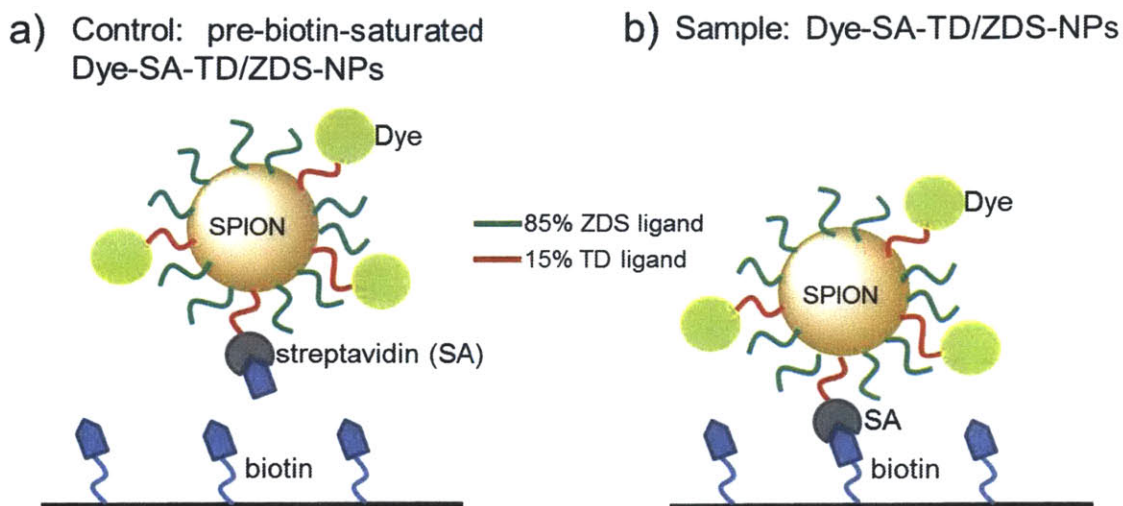 a) Control: pre-biotin-saturated
Dye-SA-TD/ZDS-NPs
Dye
SPION
streptavidin (SA)
biotin
85% ZDS ligand
15% TD ligand
b) Sample: Dye-SA-TD/ZDS-NPs
Dye
SPION
SA
biotin